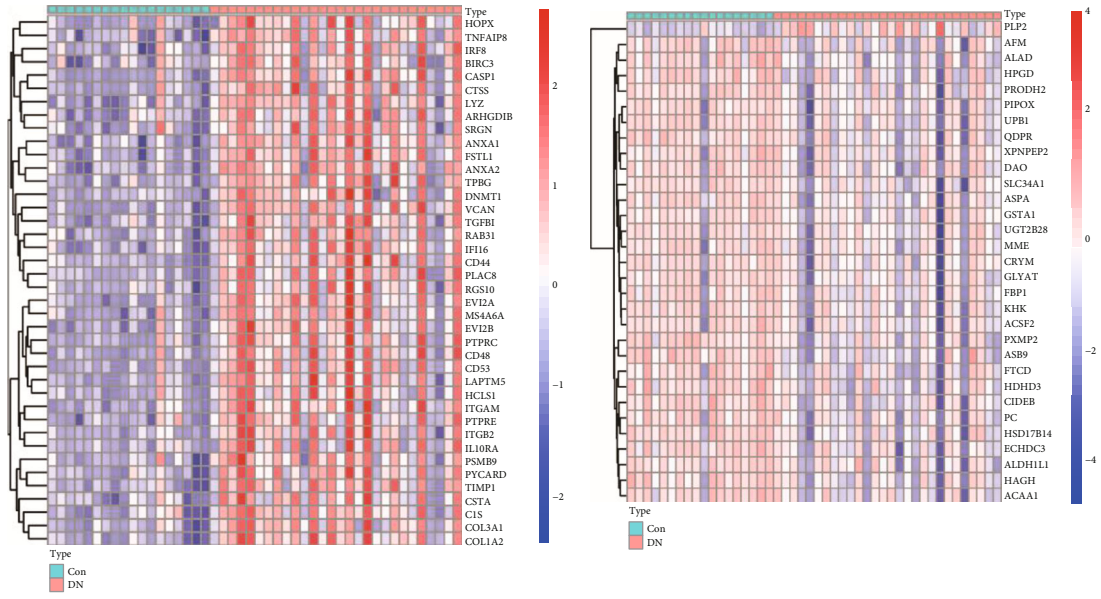 Type
HOPX
TNFAIP8
IRF8
BIRC3
CASP1
CTSS
LYZ
ARHGDIB
SRGN
ANXA1
FSTL1
ANXA2
TPBG
DNMT1
VCAN
TGFBI
RAB31
IFI16
CD44
PLAC8
RGS10
EVI2A
MS4A6A
EVI2B
PTPRC
CD48
CD53
LAPTM5
HCLS1
ITGAM
PTPRE
ITGB2
IL10RA
PSMB9
PYCARD
TIMP1
CSTA
C1S
COL3A1
COL1A2
2
1
0
−1
−2
Type
Con
DN
Type
PLP2
AFM
ALAD
HPGD
PRODH2
PIPOX
UPB1
QDPR
XPNPEP2
DAO
SLC34A1
ASPA
GSTA1
UGT2B28
MME
CRYM
GLYAT
FBP1
KHK
ACSF2
PXMP2
ASB9
FTCD
HDHD3
CIDEB
PC
HSD17B14
ECHDC3
ALDH1L1
HAGH
ACAA1
4
2
0
−2
−4
Type
Con
DN